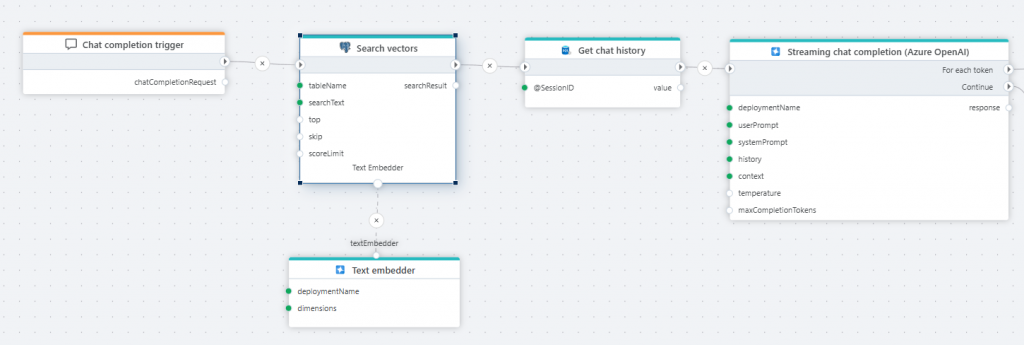 Chat completion trigger
chatCompletionRequest
Search vectors
tableName
searchResult
searchText
top
skip
scoreLimit
Text Embedder
textEmbedder
Text embedder
deploymentName
dimensions
Get chat history
@SessionID
value
Streaming chat completion (Azure OpenAI)
For each token
Continue
deploymentName
response
userPrompt
systemPrompt
history
context
temperature
maxCompletionTokens